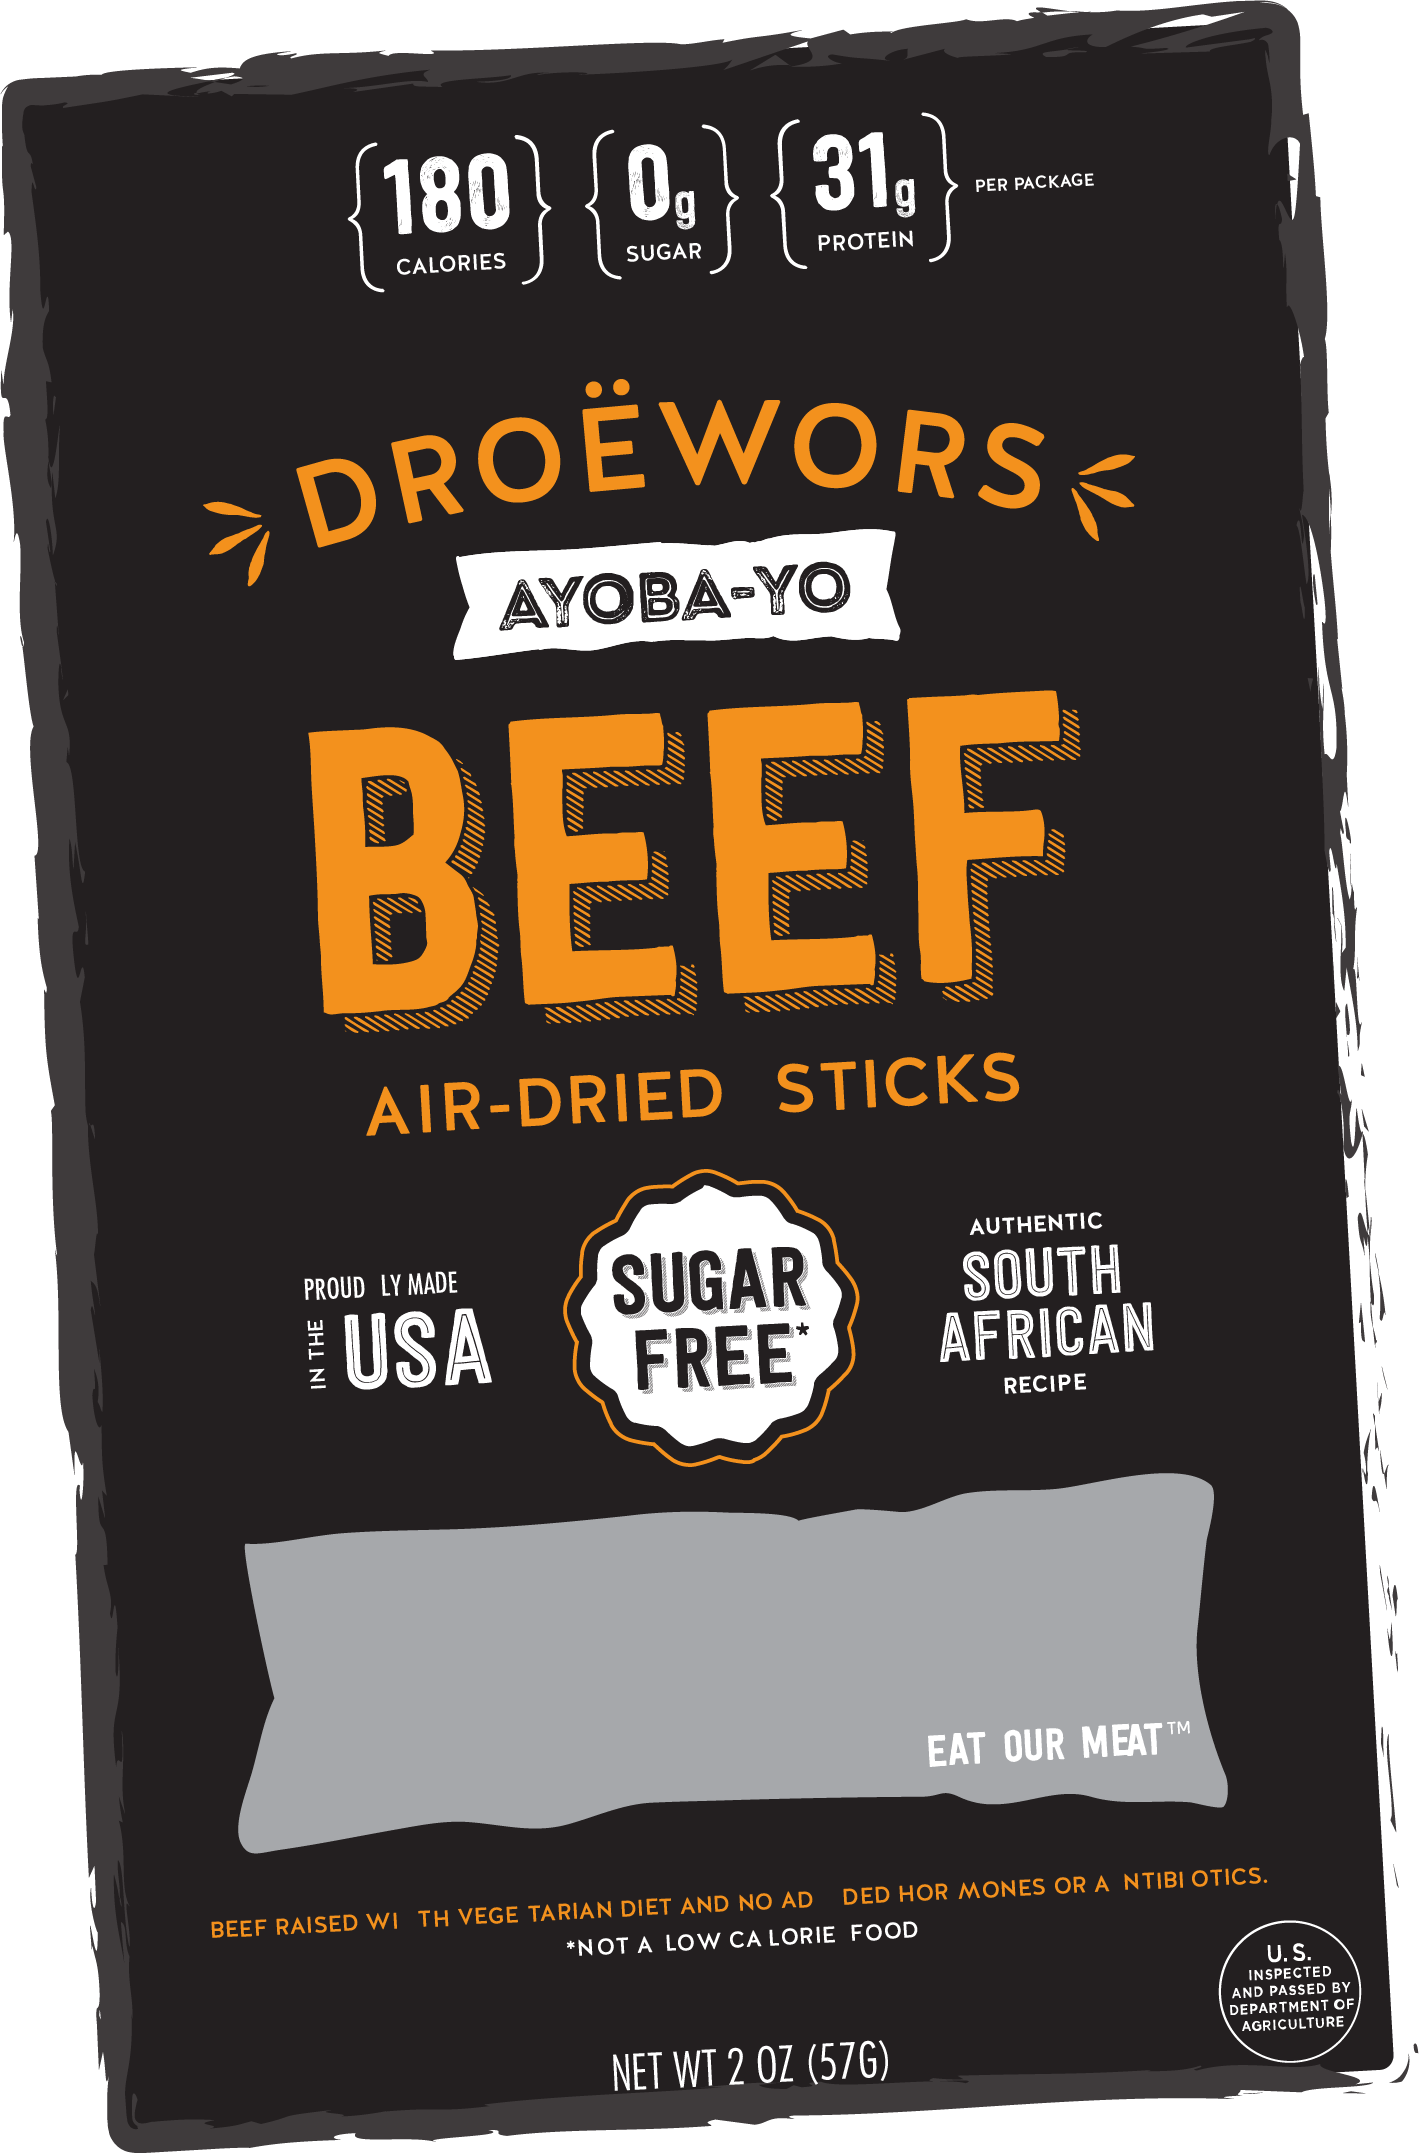 180 0g 31g PER PACKAGE
CALORIES SUGAR PROTEIN
DROËWORS
AYOBA-YO
BEEF
AIR-DRIED STICKS
PROUD LY MADE
IN THE USA
SUGAR
FREE*
AUTHENTIC
SOUTH
AFRICAN
RECIPE
EAT OUR MEAT™
BEEF RAISED WI TH VEGE TARIAN DIET AND NO AD DED HOR MONES OR A NTIBI OTICS.
*NOT A LOW CA LORIE FOOD
U. S.
INSPECTED
AND PASSED BY
DEPARTMENT OF
AGRICULTURE
NET WT 2 OZ (57G)